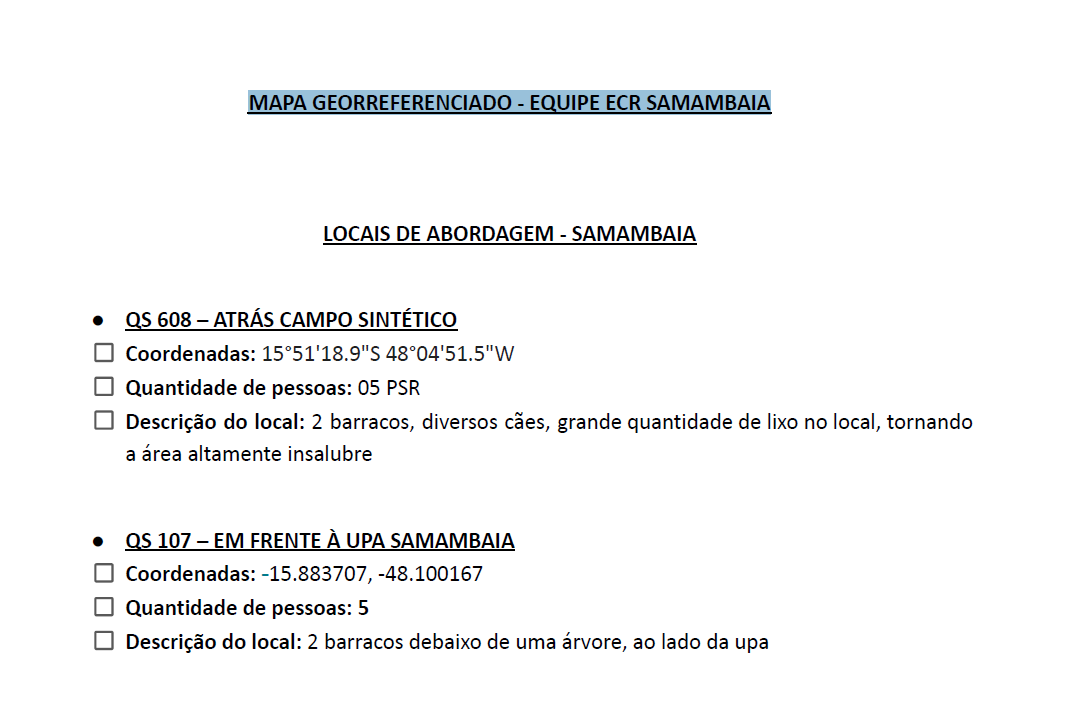 MAPA GEORREFERENCIADO - EQUIPE ECR SAMAMBAIA
LOCAIS DE ABORDAGEM - SAMAMBAIA
● QS 608 – ATRÁS CAMPO SINTÉTICO
☐ Coordenadas: 15°51'18.9"S 48°04'51.5"W
☐ Quantidade de pessoas: 05 PSR
☐ Descrição do local: 2 barracos, diversos cães, grande quantidade de lixo no local, tornando
a área altamente insalubre
● QS 107 – EM FRENTE À UPA SAMAMBAIA
☐ Coordenadas: -15.883707, -48.100167
☐ Quantidade de pessoas: 5
☐ Descrição do local: 2 barracos debaixo de uma árvore, ao lado da upa